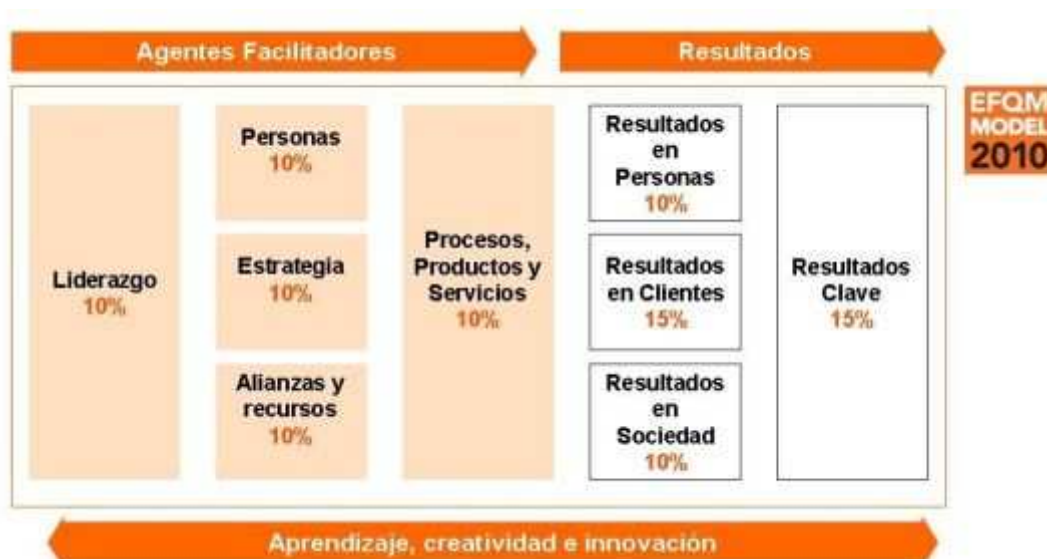 Agentes Facilitadores
Resultados
EFQM
MODEL
2010
Liderazgo
10%
Personas
10%
Estrategia
10%
Alianzas y
recursos
10%
Procesos,
Productos y
Servicios
10%
Resultados
en
Personas
10%
Resultados
en Clientes
15%
Resultados
en
Sociedad
10%
Resultados
Clave
15%
Aprendizaje, creatividad e innovación